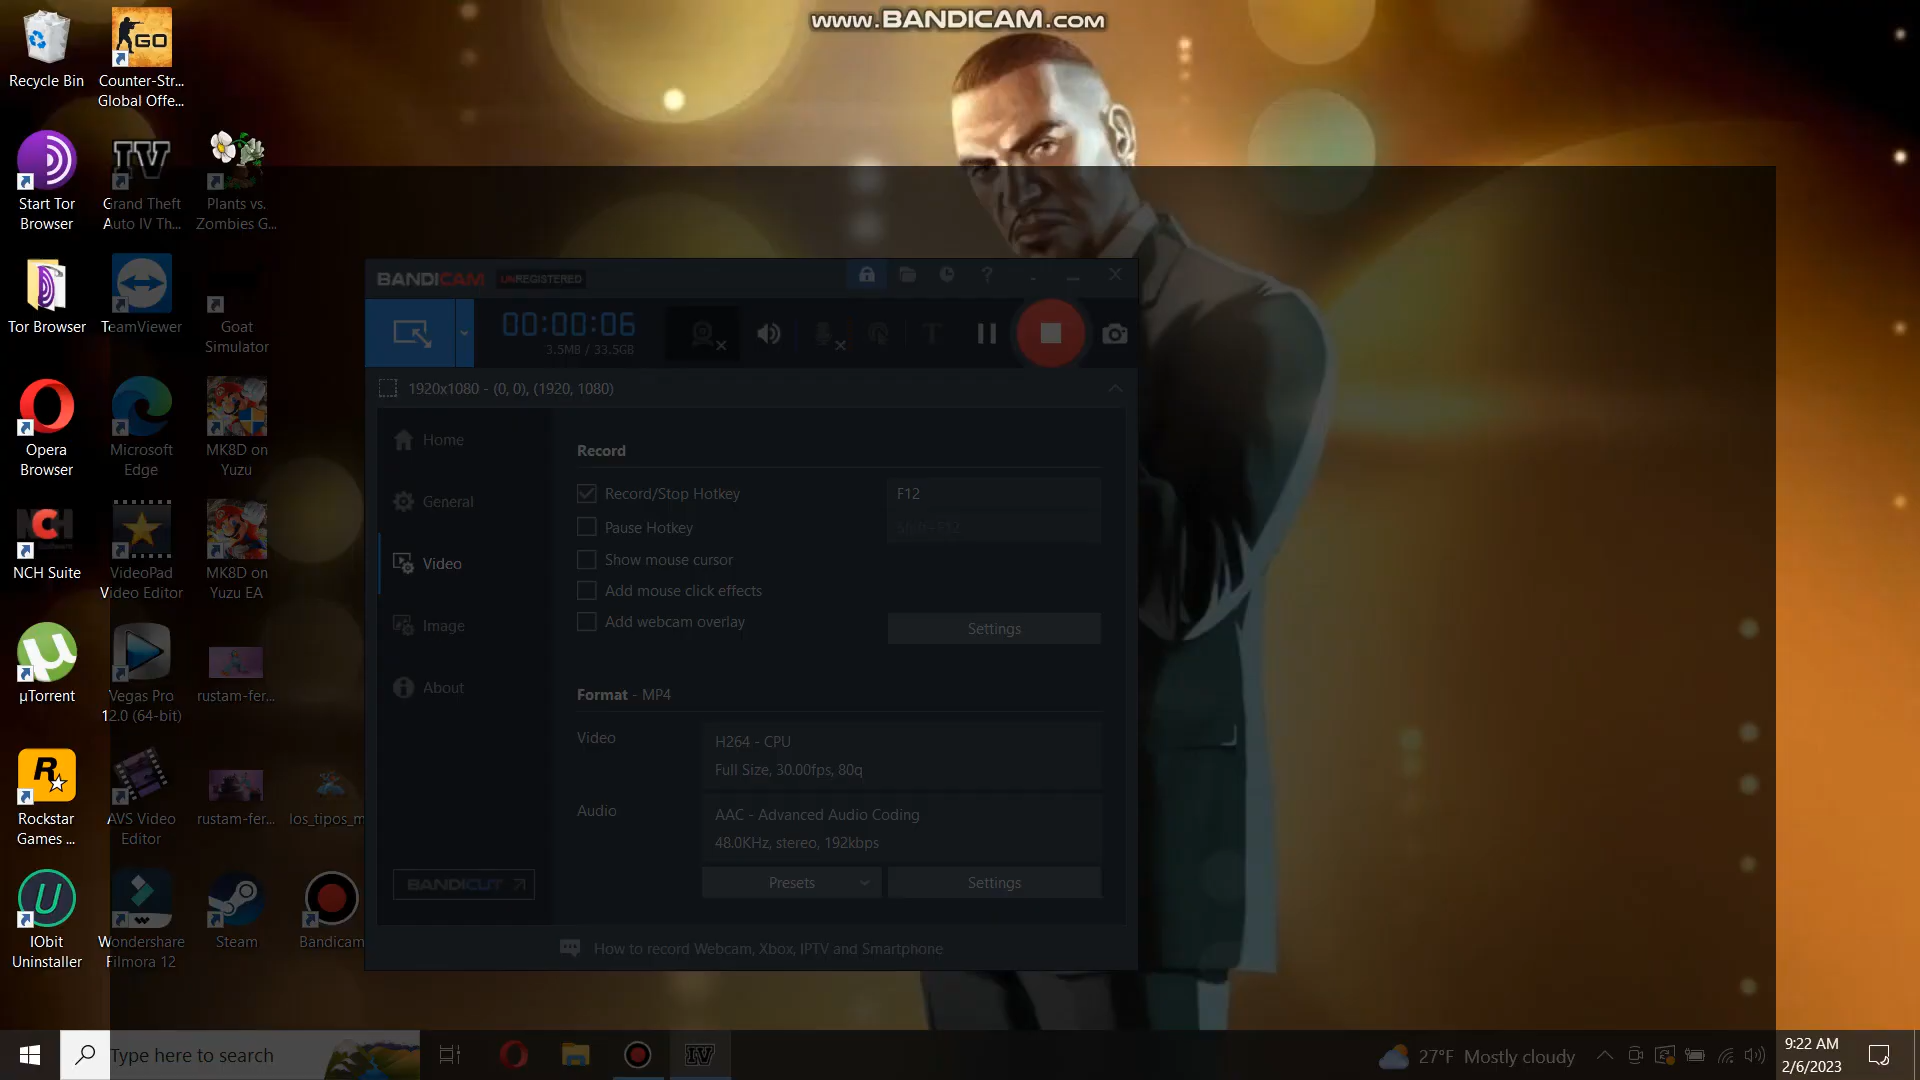 www.BANDICAM.com
Recycle Bin
Counter-Str...
Global Offe...
GO
Start Tor
Browser
IV
Grand Theft
Auto IV Th...
Plants vs.
Zombies G...
Tor Browser
TeamViewer
Goat
Simulator
Opera
Browser
Microsoft
Edge
MK8D on
Yuzu
NCH
NCH Suite
VideoPad
Video Editor
MK8D on
Yuzu EA
µTorrent
Vegas Pro
12.0 (64-bit)
rustam-fer...
Rockstar
Games ...
AVS Video
Editor
rustam-fer...
los_tipos_m
IObit
Uninstaller
Wondershare
Filmora 12
Steam
Bandicam
BANDICAM UNREGISTERED
00:00:06
3.5MB / 33.5GB
1920x1080 - (0, 0), (1920, 1080)
Home
General
Video
Image
About
BANDICUT
Record
Record/Stop Hotkey
F12
Pause Hotkey
Shift+F12
Show mouse cursor
Add mouse click effects
Add webcam overlay
Settings
Format - MP4
Video
H264 - CPU
Full Size, 30.00fps, 80q
Audio
AAC - Advanced Audio Coding
48.0KHz, stereo, 192kbps
Presets
Settings
How to record Webcam, Xbox, IPTV and Smartphone
Type here to search
IV
27°F Mostly cloudy
9:22 AM
2/6/2023